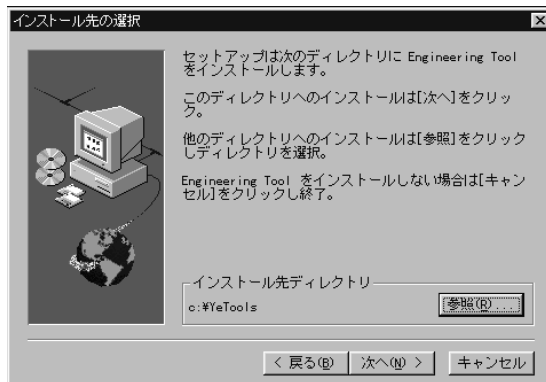 インストール先の選択
セットアップは次のディレクトリに Engineering Tool
をインストールします。
このディレクトリへのインストールは[次へ]をクリッ
ク。
他のディレクトリへのインストールは[参照]をクリック
しディレクトリを選択。
Engineering Tool をインストールしない場合は[キャン
セル]をクリックし終了。
インストール先ディレクトリ
c:¥YeTools
参照(R)...
< 戻る(B)
次へ(N) >
キャンセル